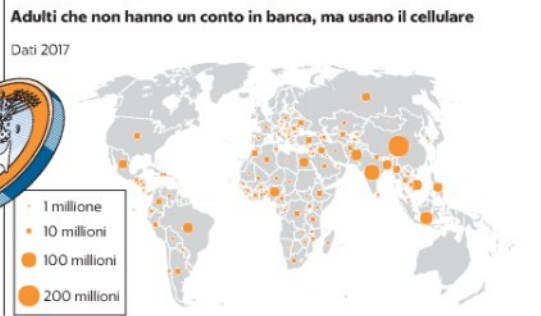 Adulti che non hanno un conto in banca, ma usano il cellulare
Dati 2017
1 millione
10 milioni
100 milioni
200 milioni